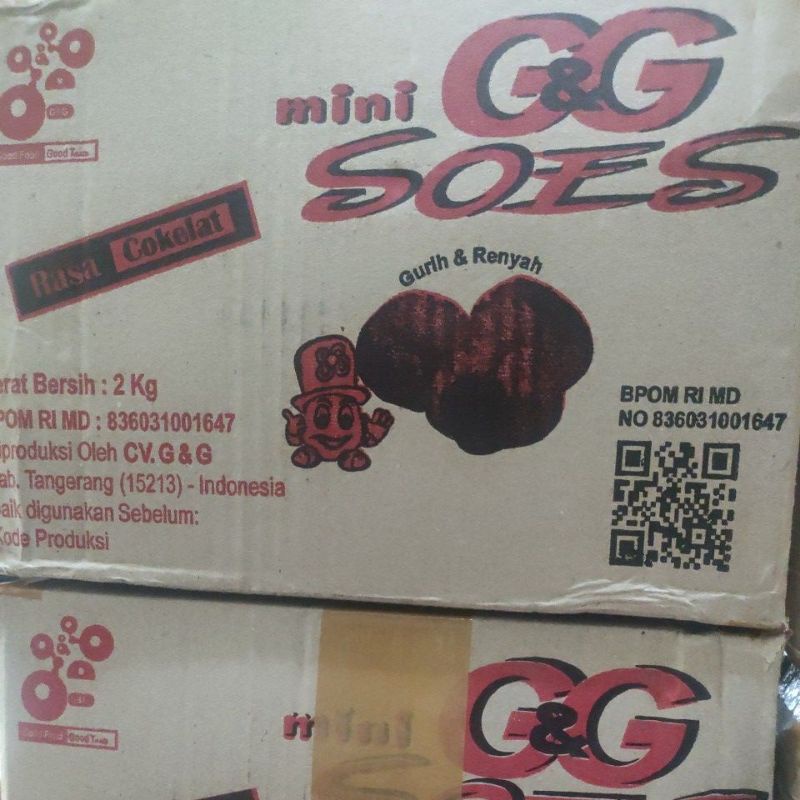 mini G&G
SOES
Good Food Good Taste
Rasa Cokelat
Gurih & Renyah
erat Bersih : 2 Kg
POM RI MD : 836031001647
iproduksi Oleh CV. G & G
ab. Tangerang (15213) - Indonesia
aik digunakan Sebelum:
Kode Produksi
BPOM RI MD
NO 836031001647
Good Food Good Taste
mini G&G